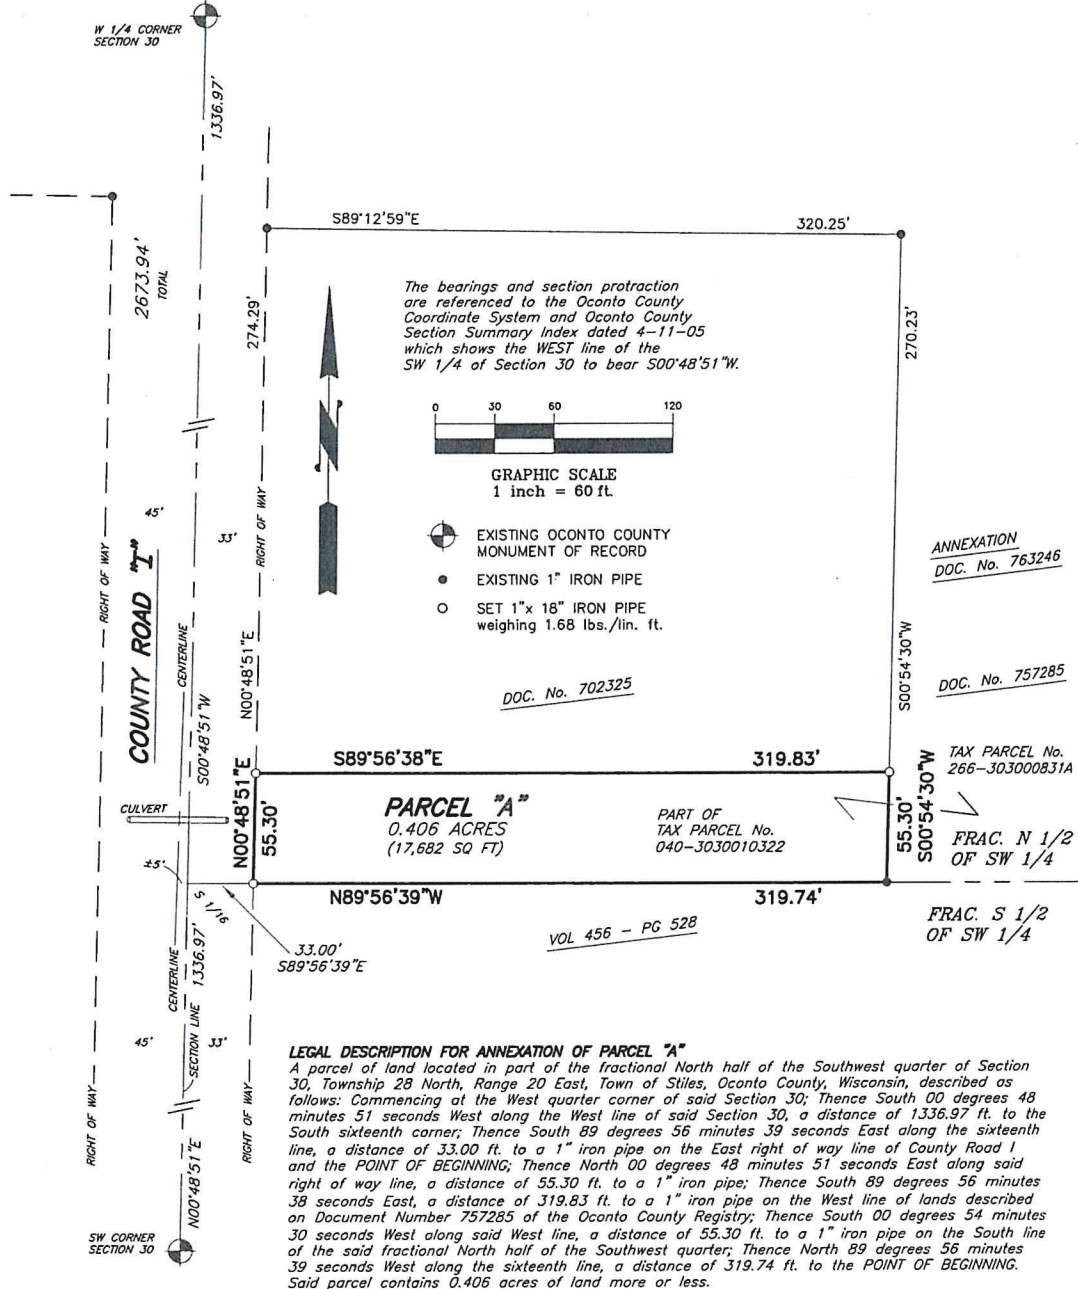 W 1/4 CORNER
SECTION 30
1336.97'
2673.94'
TOTAL
S89°12'59"E
320.25'
274.29'
270.23'
The bearings and section protraction
are referenced to the Oconto County
Coordinate System and Oconto County
Section Summary Index dated 4-11-05
which shows the WEST line of the
SW 1/4 of Section 30 to bear S00°48'51"W.
0 30 60 120
GRAPHIC SCALE
1 inch = 60 ft.
N
EXISTING OCONTO COUNTY
MONUMENT OF RECORD
EXISTING 1" IRON PIPE
SET 1"x 18" IRON PIPE
weighing 1.68 lbs./lin. ft.
45'
33'
RIGHT OF WAY
COUNTY ROAD "I"
CENTERLINE
S00°48'51"W
RIGHT OF WAY
N00°48'51"E
ANNEXATION
DOC. No. 763246
DOC. No. 702325
S00°54'30"W
DOC. No. 757285
S89°56'38"E
319.83'
TAX PARCEL No.
266-303000831A
CULVERT
N00°48'51"E
55.30'
PARCEL "A"
0.406 ACRES
(17,682 SQ FT)
PART OF
TAX PARCEL No.
040-3030010322
55.30'
S00°54'30"W
FRAC. N 1/2
OF SW 1/4
±5'
S 1/16
N89°56'39"W
319.74'
FRAC. S 1/2
OF SW 1/4
VOL 456 - PG 528
33.00'
S89°56'39"E
CENTERLINE
1336.97'
SECTION LINE
45'
33'
RIGHT OF WAY
RIGHT OF WAY
N00°48'51"E
SW CORNER
SECTION 30
LEGAL DESCRIPTION FOR ANNEXATION OF PARCEL "A"
A parcel of land located in part of the fractional North half of the Southwest quarter of Section
30, Township 28 North, Range 20 East, Town of Stiles, Oconto County, Wisconsin, described as
follows: Commencing at the West quarter corner of said Section 30; Thence South 00 degrees 48
minutes 51 seconds West along the West line of said Section 30, a distance of 1336.97 ft. to the
South sixteenth corner; Thence South 89 degrees 56 minutes 39 seconds East along the sixteenth
line, a distance of 33.00 ft. to a 1" iron pipe on the East right of way line of County Road I
and the POINT OF BEGINNING; Thence North 00 degrees 48 minutes 51 seconds East along said
right of way line, a distance of 55.30 ft. to a 1" iron pipe; Thence South 89 degrees 56 minutes
38 seconds East, a distance of 319.83 ft. to a 1" iron pipe on the West line of lands described
on Document Number 757285 of the Oconto County Registry; Thence South 00 degrees 54 minutes
30 seconds West along said West line, a distance of 55.30 ft. to a 1" iron pipe on the South line
of the said fractional North half of the Southwest quarter; Thence North 89 degrees 56 minutes
39 seconds West along the sixteenth line, a distance of 319.74 ft. to the POINT OF BEGINNING.
Said parcel contains 0.406 acres of land more or less.